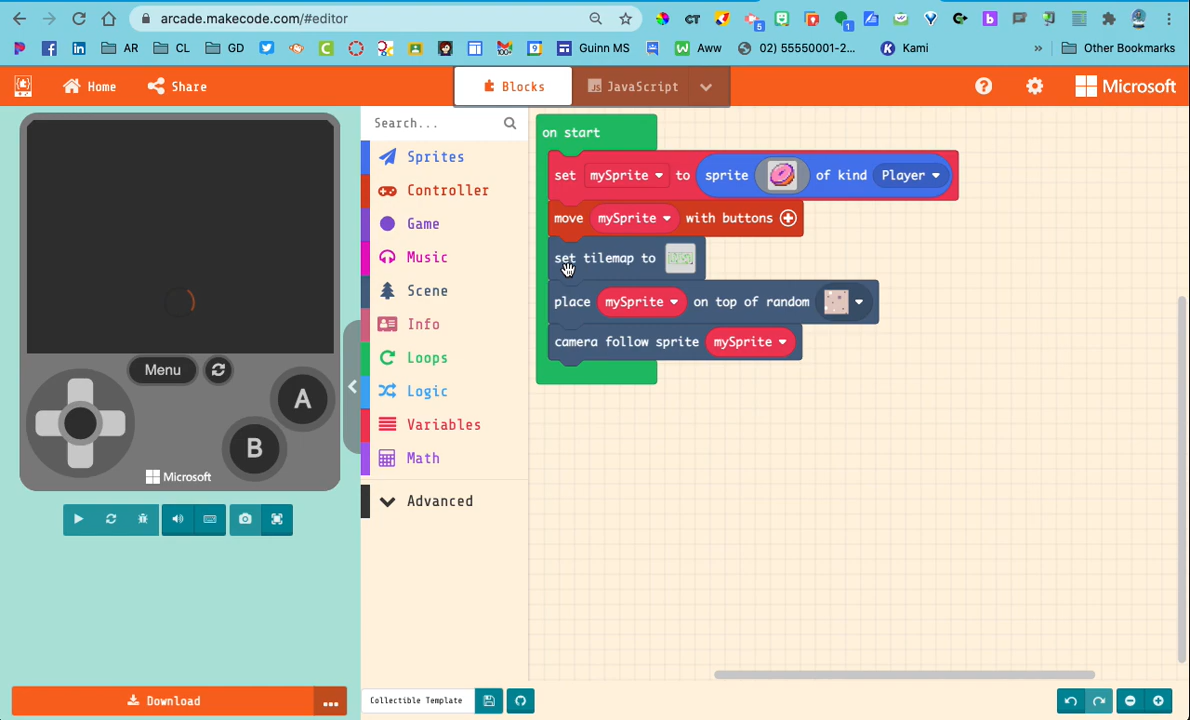 arcade.makecode.com/#editor
AR CL GD Guinn MS Aww 02) 55550001-2... Kami » Other Bookmarks
Home Share Blocks JavaScript Microsoft
Search...
Sprites
Controller
Game
Music
Scene
Info
Loops
Logic
Variables
Math
Advanced
on start
set mySprite to sprite of kind Player
move mySprite with buttons
set tilemap to
place mySprite on top of random
camera follow sprite mySprite
Menu
A
B
Microsoft
Download ...
Collectible Template